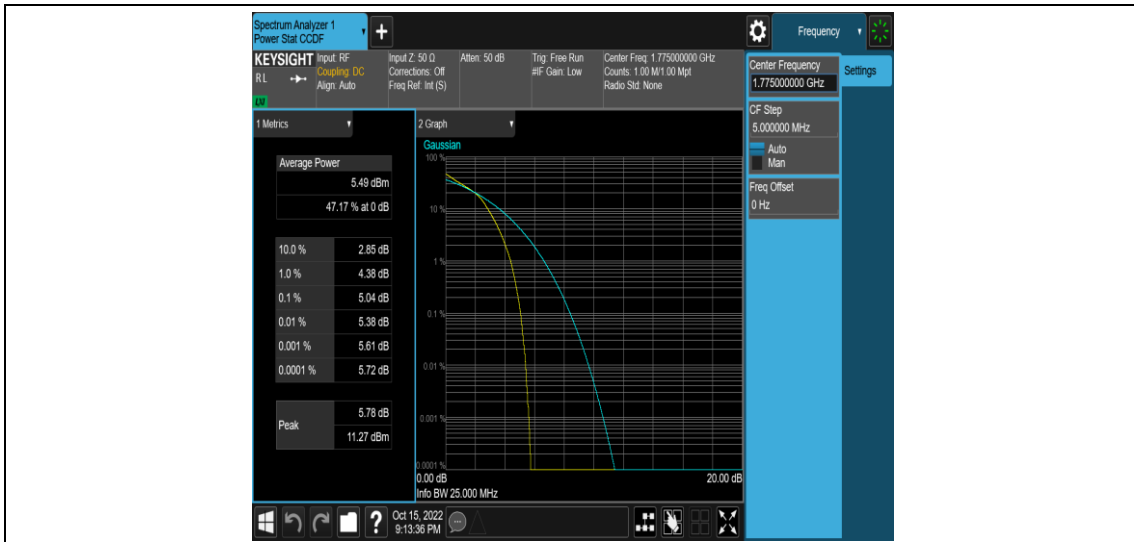 Spectrum Analyzer 1
Power Stat CCDF
+
Frequency
KEYSIGHT
RL
LXI
Input: RF
Coupling: DC
Align: Auto
Input Z: 50 Ω
Corrections: Off
Freq Ref: Int (S)
Atten: 50 dB
Trig: Free Run
#IF Gain: Low
Center Freq: 1.775000000 GHz
Counts: 1.00 M/1.00 Mpt
Radio Std: None
Center Frequency
1.775000000 GHz
Settings
CF Step
5.000000 MHz
Auto
Man
Freq Offset
0 Hz
1 Metrics
Average Power
5.49 dBm
47.17 % at 0 dB
10.0 % 2.85 dB
1.0 % 4.38 dB
0.1 % 5.04 dB
0.01 % 5.38 dB
0.001 % 5.61 dB
0.0001 % 5.72 dB
Peak
5.78 dB
11.27 dBm
2 Graph
Gaussian
100 %
10 %
1 %
0.1 %
0.01 %
0.001 %
0.0001 %
0.00 dB 20.00 dB
Info BW 25.000 MHz
?
Oct 15, 2022
9:13:36 PM